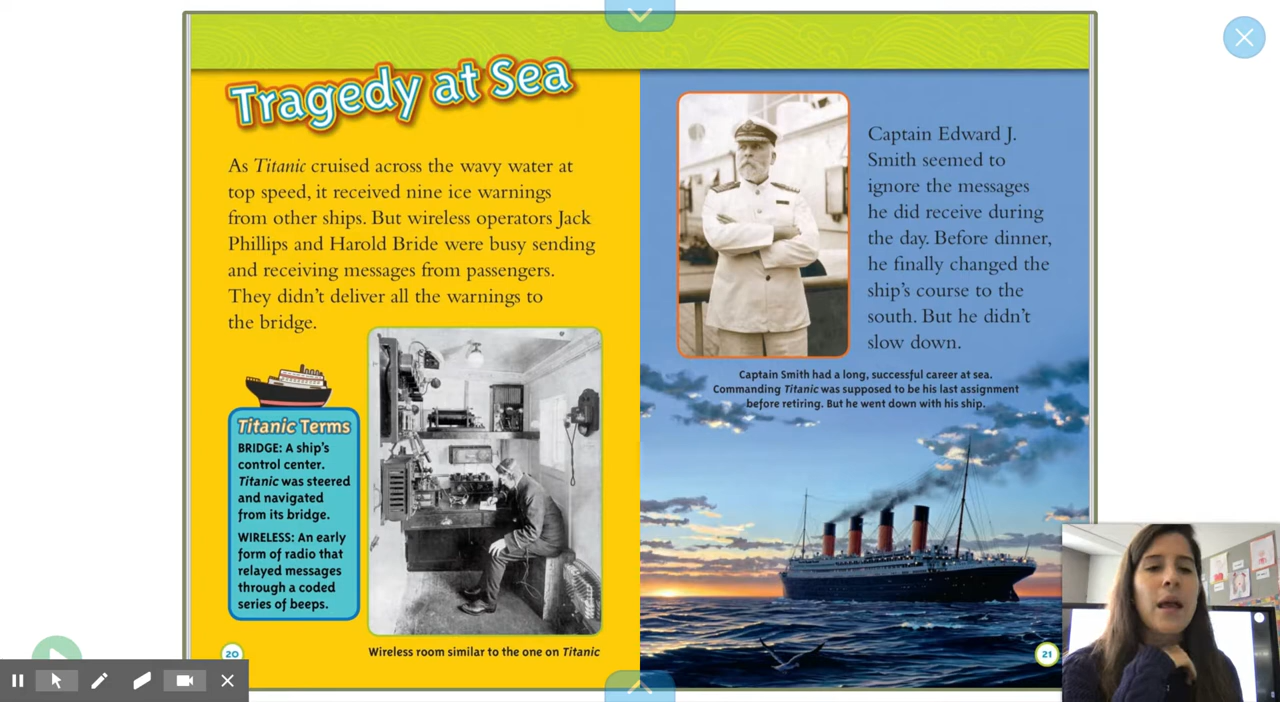 Tragedy at Sea
As Titanic cruised across the wavy water at
top speed, it received nine ice warnings
from other ships. But wireless operators Jack
Phillips and Harold Bride were busy sending
and receiving messages from passengers.
They didn't deliver all the warnings to
the bridge.
Titanic Terms
BRIDGE: A ship's
control center.
Titanic was steered
and navigated
from its bridge.
WIRELESS: An early
form of radio that
relayed messages
through a coded
series of beeps.
Wireless room similar to the one on Titanic
20
Captain Edward J.
Smith seemed to
ignore the messages
he did receive during
the day. Before dinner,
he finally changed the
ship's course to the
south. But he didn't
slow down.
Captain Smith had a long, successful career at sea.
Commanding Titanic was supposed to be his last assignment
before retiring. But he went down with his ship.
21